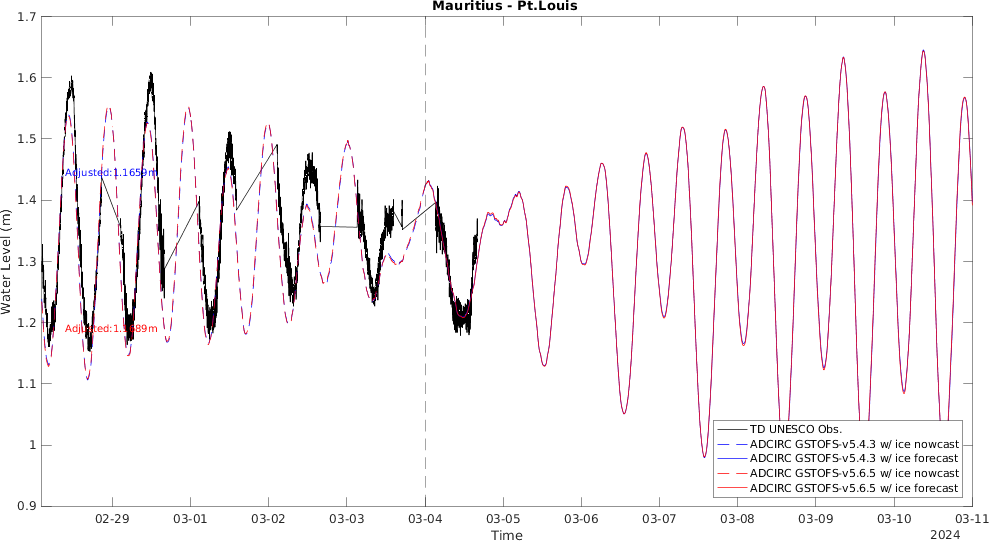 Mauritius - Pt.Louis
1.7
1.6
1.5
1.4
1.3
1.2
1.1
1
0.9
Water Level (m)
Adjusted:1.1659m
TD UNESCO Obs.
ADCIRC GSTOFS-v5.4.3 w/ ice nowcast
ADCIRC GSTOFS-v5.4.3 w/ ice forecast
ADCIRC GSTOFS-v5.6.5 w/ ice nowcast
ADCIRC GSTOFS-v5.6.5 w/ ice forecast
02-29
03-01
03-02
03-03
03-04
03-05
03-06
03-07
03-08
03-09
03-10
03-11
Time
2024